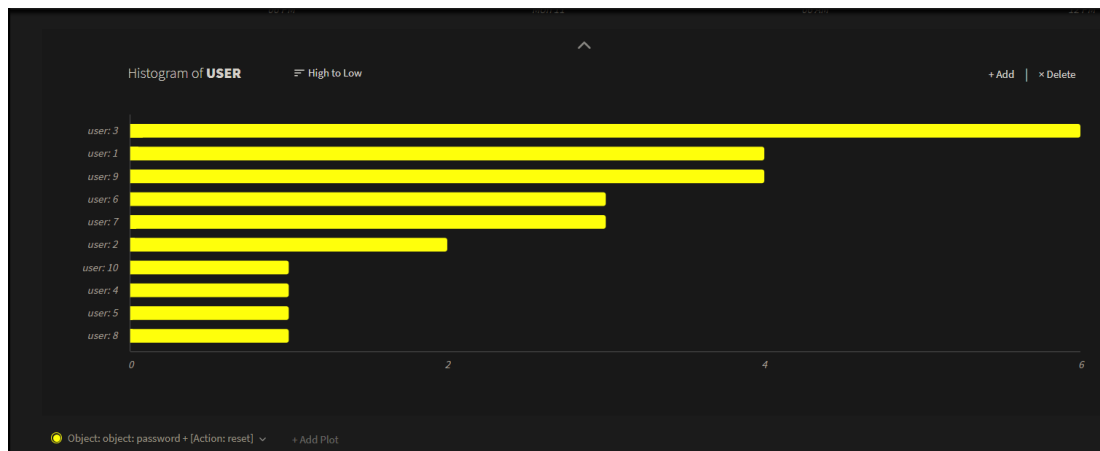 Histogram of USER High to Low + Add | × Delete
user: 3
user: 1
user: 9
user: 6
user: 7
user: 2
user: 10
user: 4
user: 5
user: 8
0 2 4 6
Object: object: password + [Action: reset] + Add Plot